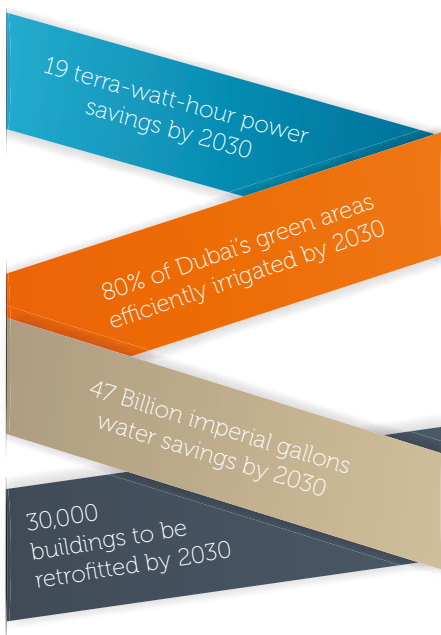 19 terra-watt-hour power
savings by 2030
80% of Dubai's green areas
efficiently irrigated by 2030
47 Billion imperial gallons
water savings by 2030
30,000
buildings to be
retrofitted by 2030